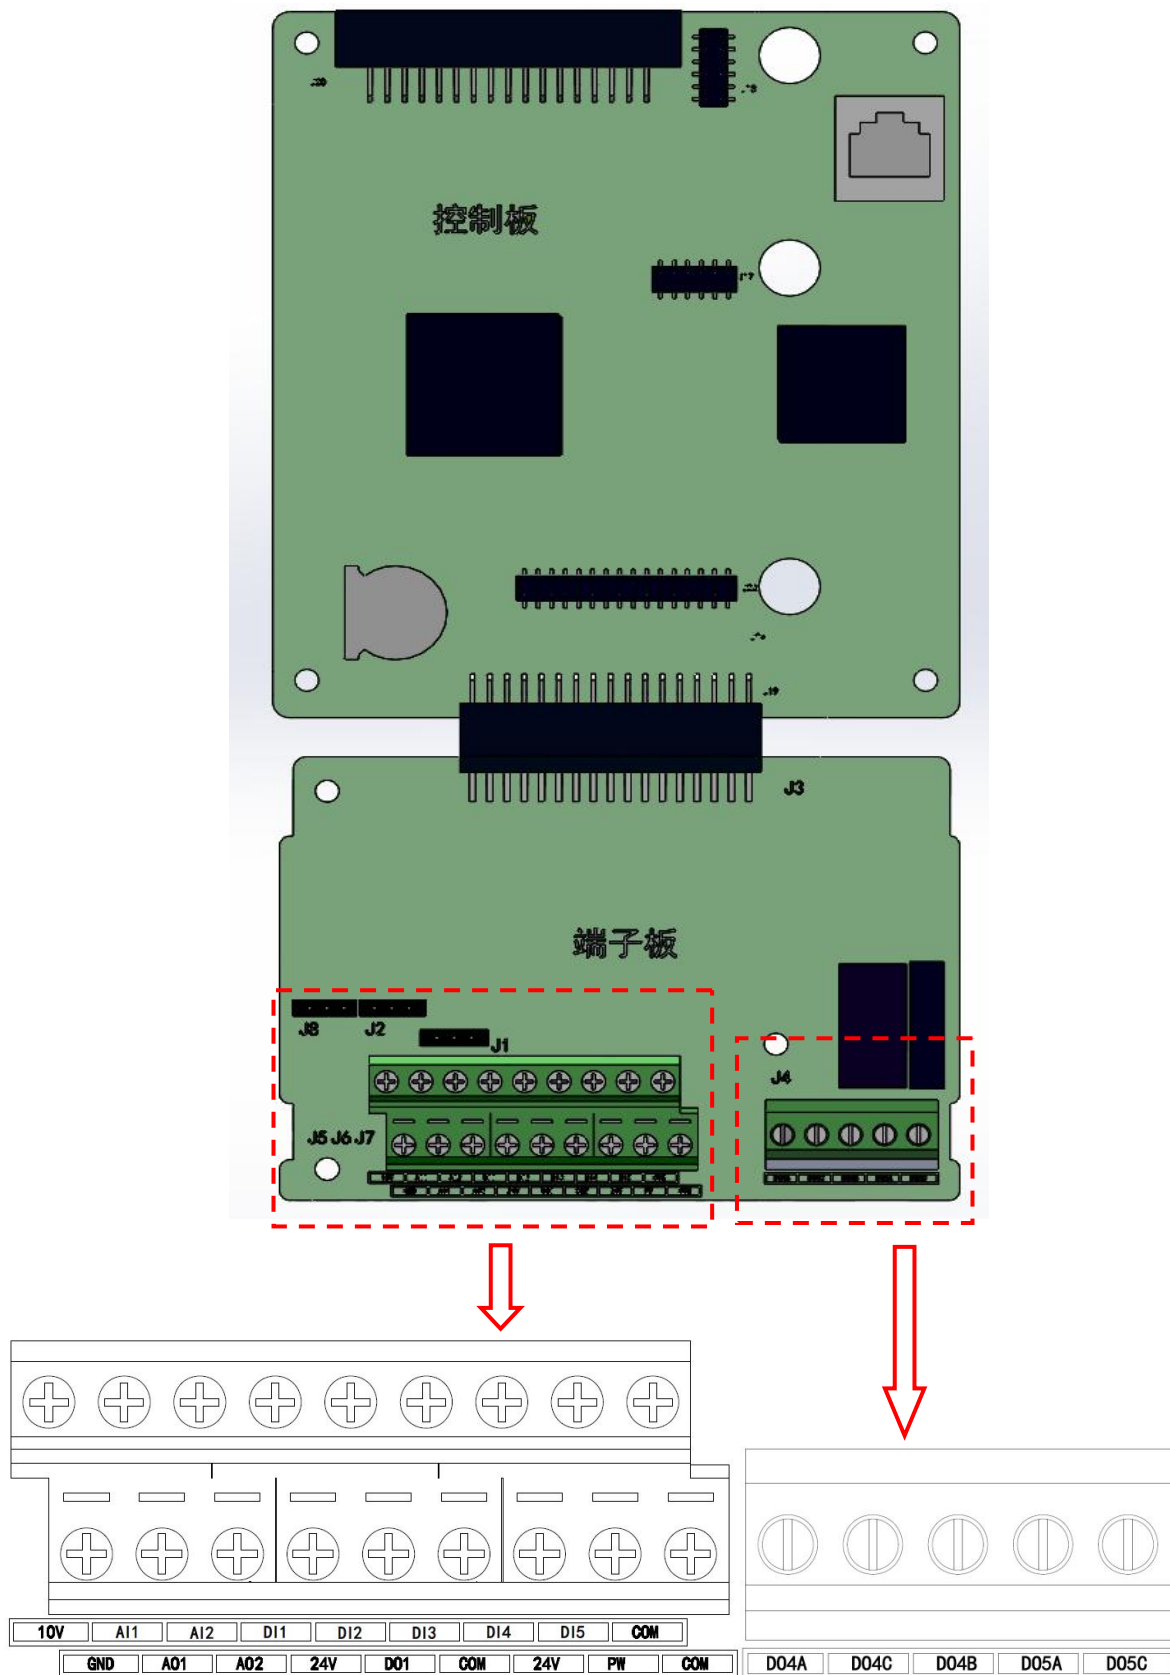 控制板
J3
端子板
J8 J2
J1
J4
J5 J6 J7
10V AI1 AI2 DI1 DI2 DI3 DI4 DI5 COM
GND AO1 AO2 24V DO1 COM 24V PW COM
DO4A DO4C DO4B DO5A DO5C